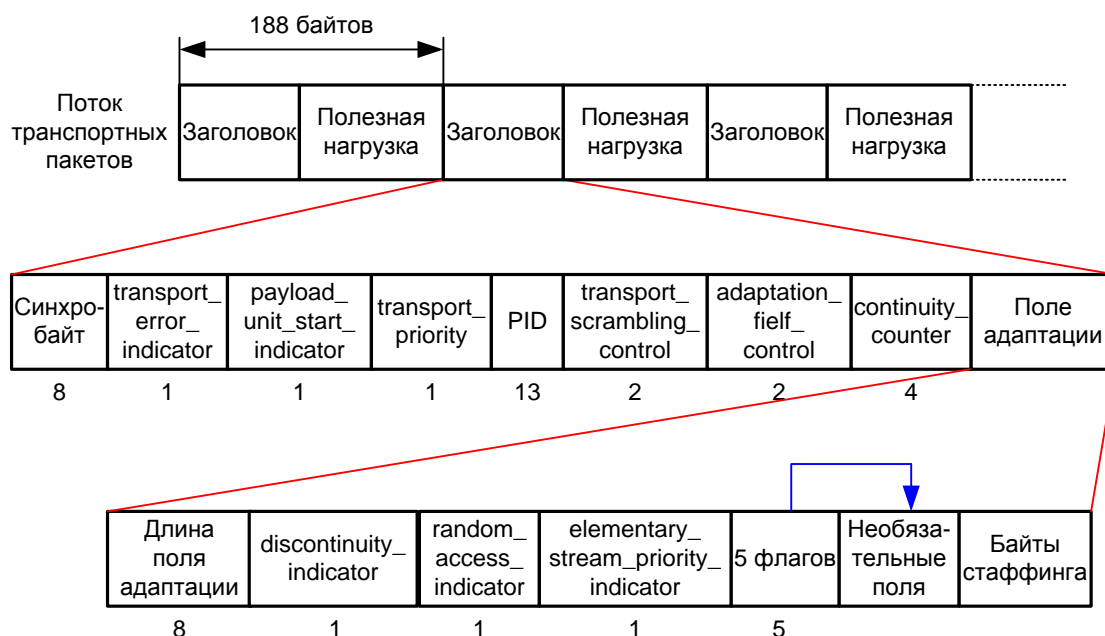 188 байтов
Поток
транспортных
пакетов
Заголовок
Полезная
нагрузка
Заголовок
Полезная
нагрузка
Заголовок
Полезная
нагрузка
Синхро-
байт
transport_
error_
indicator
payload_
unit_start_
indicator
transport_
priority
PID
transport_
scrambling_
control
adaptation_
fielf_
control
continuity_
counter
Поле
адаптации
8
1
1
1
13
2
2
4
Длина
поля
адаптации
discontinuity_
indicator
random_
access_
indicator
elementary_
stream_priority_
indicator
5 флагов
Необяза-
тельные
поля
Байты
стаффинга
8
1
1
1
5